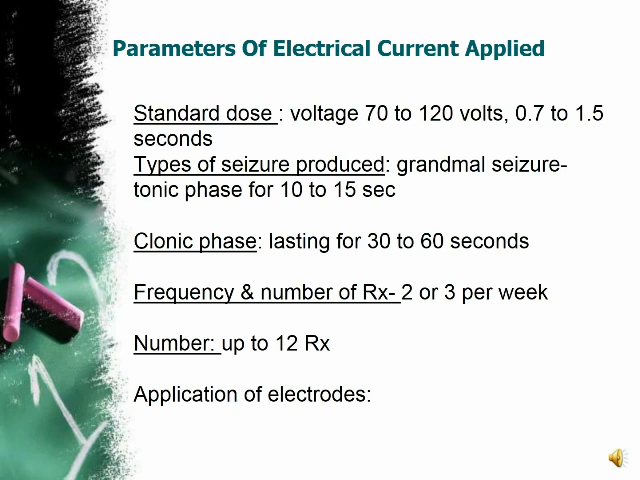 Parameters Of Electrical Current Applied
Standard dose : voltage 70 to 120 volts, 0.7 to 1.5
seconds
Types of seizure produced: grandmal seizure-
tonic phase for 10 to 15 sec
Clonic phase: lasting for 30 to 60 seconds
Frequency & number of Rx- 2 or 3 per week
Number: up to 12 Rx
Application of electrodes: